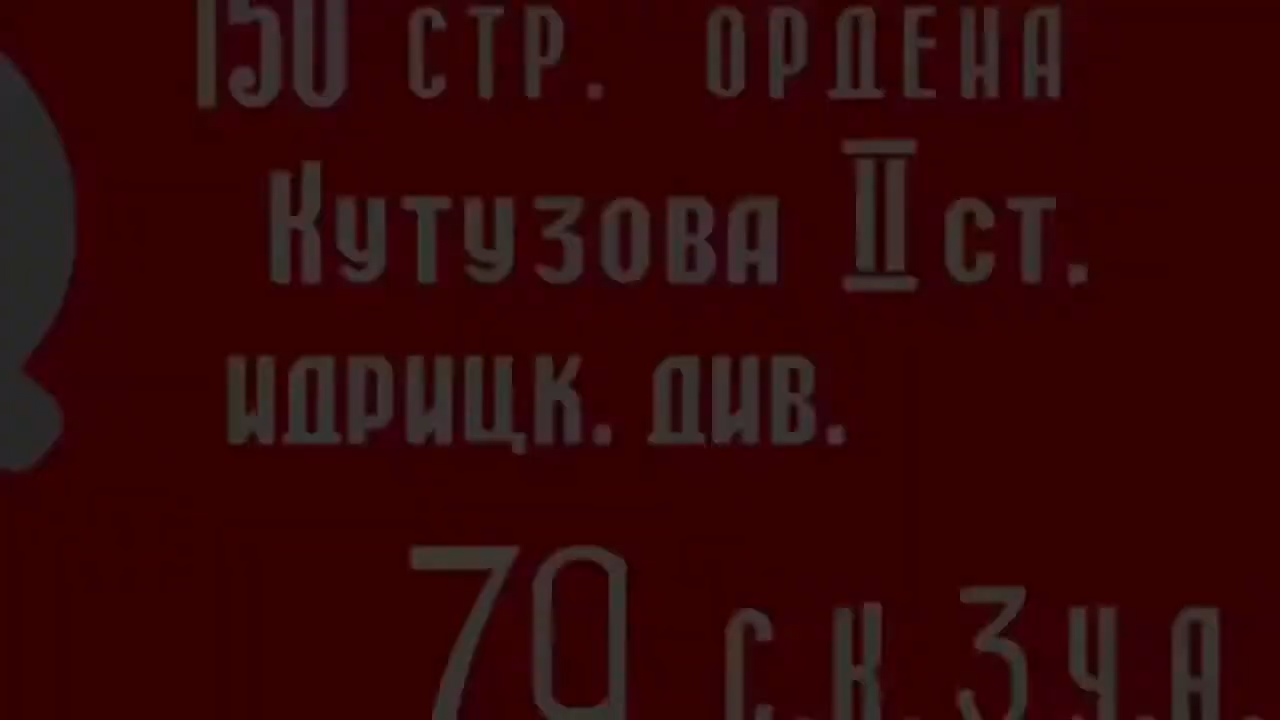 150 СТР. ОРДЕНА
Кутузова II ст.
ИДРИЦК. ДИВ.
79 С.К. 3 У.А.